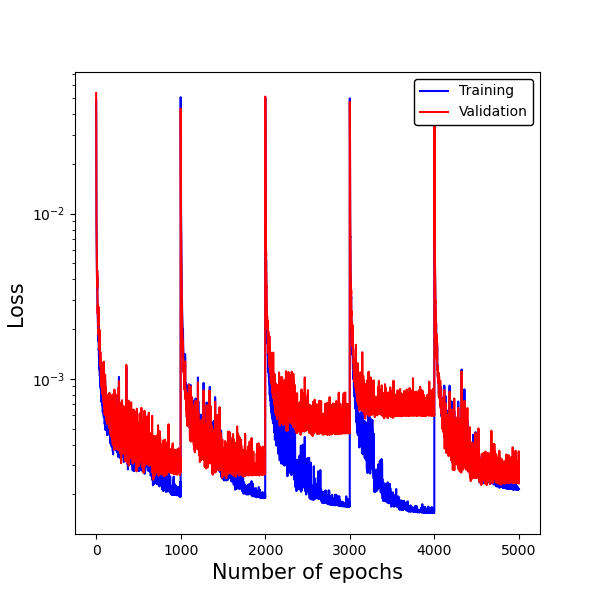 Training
Validation
10⁻²
10⁻³
Loss
0 1000 2000 3000 4000 5000
Number of epochs